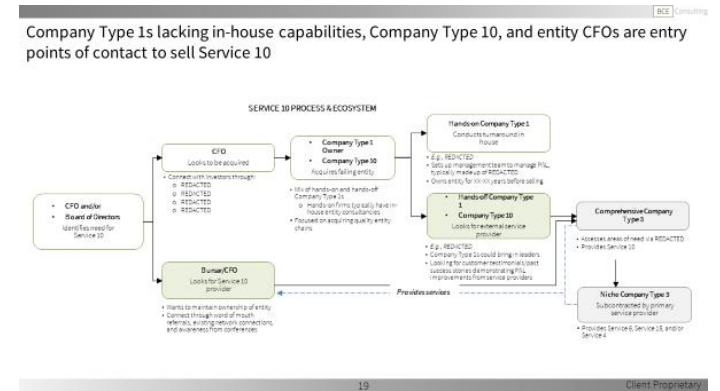 BCE Consulting
Company Type 1s lacking in-house capabilities, Company Type 10, and entity CFOs are entry
points of contact to sell Service 10
SERVICE 10 PROCESS & ECOSYSTEM
• CFO and/or
• Board of Directors
Identifies need for
Service 10
CFO
Looks to be acquired
• Connect with investors through:
o REDACTED
o REDACTED
o REDACTED
o REDACTED
• Company Type 1
Owner
• Company Type 10
Acquires failing entity
• Mix of hands-on and hands-off
Company Type 1s
o Hands-on firms typically have in-
house entity consultancies
• Focused on acquiring quality entity
chains
Hands-on Company Type 1
Conducts turnaround in
house
• E.g., REDACTED
• Sets up management team to manage P&L,
typically made up of REDACTED
• Owns entity for XX-XX years before selling
• Hands-off Company Type
1
• Company Type 10
Looks for external service
provider
• E.g., REDACTED
• Company Type 1s could bring in leaders
• Looking for customer testimonials/past
success stories demonstrating P&L
improvements from service providers
Bursar/CFO
Looks for Service 10
provider
• Wants to maintain ownership of entity
• Connect through word of mouth
referrals, existing network connections,
and awareness from conferences
Provides services
Comprehensive Company
Type 3
• Assesses areas of need via REDACTED
• Provides Service 10
Niche Company Type 3
Subcontracted by primary
service provider
• Provides Service 6, Service 18, and/or
Service 4
19
Client Proprietary